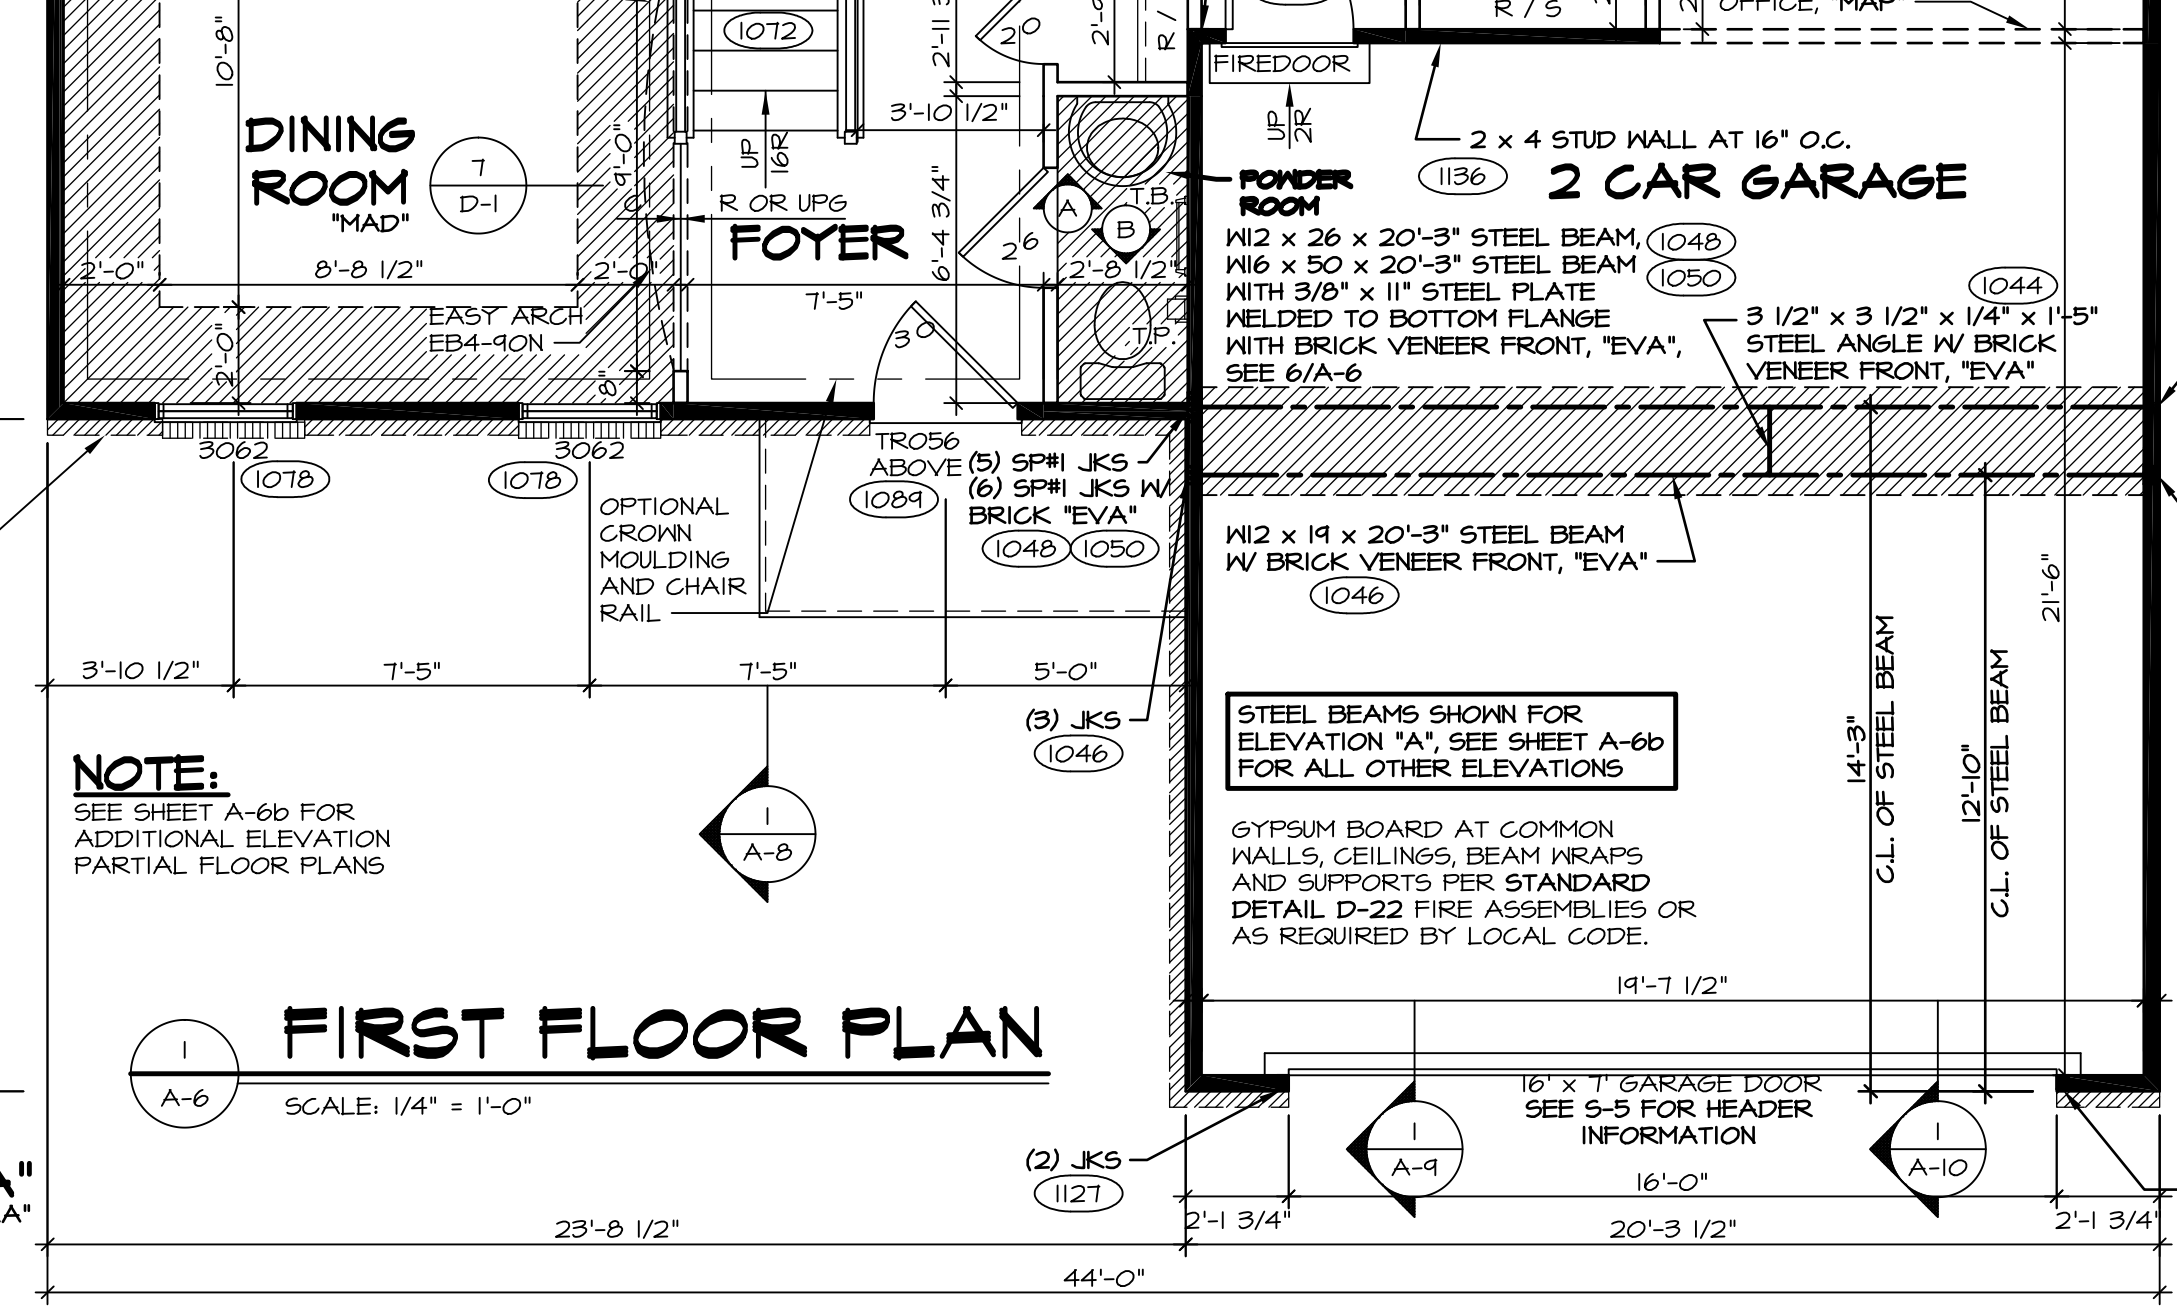 10'-8"
1072
2'-11
2⁰
2'-9
R /
R / S
OFFICE, "MAP"
FIREDOOR
UP
2R
3'-10 1/2"
2 x 4 STUD WALL AT 16" O.C.
1136
2 CAR GARAGE
DINING
ROOM
"MAD"
7
D-1
9'-0"
UP
16R
R OR UPG
FOYER
6'-4 3/4"
2⁶
A
B
T.B.
T.P.
POWDER
ROOM
W12 x 26 x 20'-3" STEEL BEAM,
W16 x 50 x 20'-3" STEEL BEAM
WITH 3/8" x 11" STEEL PLATE
WELDED TO BOTTOM FLANGE
WITH BRICK VENEER FRONT, "EVA",
SEE 6/A-6
1048
1050
1044
3 1/2" x 3 1/2" x 1/4" x 1'-5"
STEEL ANGLE W/ BRICK
VENEER FRONT, "EVA"
2'-0"
8'-8 1/2"
2'-0"
7'-5"
2'-8 1/2"
2'-0"
EASY ARCH
EB4-90N
8"
3⁰
3062
1078
3062
1078
TR056
ABOVE
1089
(5) SP#1 JKS
(6) SP#1 JKS W/
BRICK "EVA"
1048
1050
OPTIONAL
CROWN
MOULDING
AND CHAIR
RAIL
W12 x 19 x 20'-3" STEEL BEAM
W/ BRICK VENEER FRONT, "EVA"
1046
21'-6"
3'-10 1/2"
7'-5"
7'-5"
5'-0"
(3) JKS
1046
STEEL BEAMS SHOWN FOR
ELEVATION "A", SEE SHEET A-6b
FOR ALL OTHER ELEVATIONS
14'-3"
C.L. OF STEEL BEAM
12'-10"
C.L. OF STEEL BEAM
NOTE:
SEE SHEET A-6b FOR
ADDITIONAL ELEVATION
PARTIAL FLOOR PLANS
1
A-8
GYPSUM BOARD AT COMMON
WALLS, CEILINGS, BEAM WRAPS
AND SUPPORTS PER STANDARD
DETAIL D-22 FIRE ASSEMBLIES OR
AS REQUIRED BY LOCAL CODE.
19'-7 1/2"
1
A-6
FIRST FLOOR PLAN
SCALE: 1/4" = 1'-0"
16' x 7' GARAGE DOOR
SEE S-5 FOR HEADER
INFORMATION
1
A-9
1
A-10
(2) JKS
1127
16'-0"
2'-1 3/4"
20'-3 1/2"
2'-1 3/4"
A"
A"
23'-8 1/2"
44'-0"